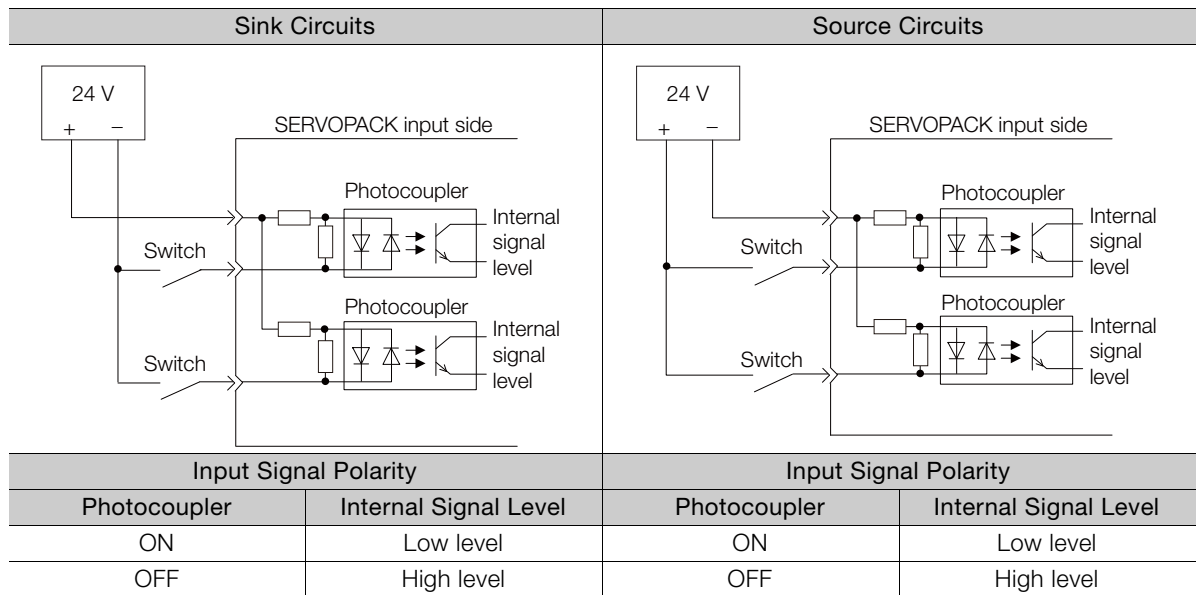 Sink Circuits
Source Circuits
24 V
+ −
SERVOPACK input side
Photocoupler
Internal
signal
level
Switch
Photocoupler
Internal
signal
level
Switch
24 V
+ −
SERVOPACK input side
Photocoupler
Internal
signal
level
Switch
Photocoupler
Internal
signal
level
Switch
Input Signal Polarity
Input Signal Polarity
Photocoupler Internal Signal Level Photocoupler Internal Signal Level
ON Low level ON Low level
OFF High level OFF High level